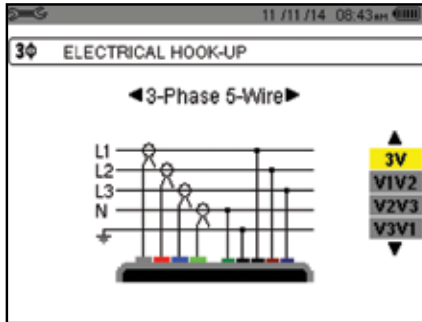 11/11/14 08:43AM
3Φ ELECTRICAL HOOK-UP
◄3-Phase 5-Wire►
L1
L2
L3
N
3V
V1V2
V2V3
V3V1